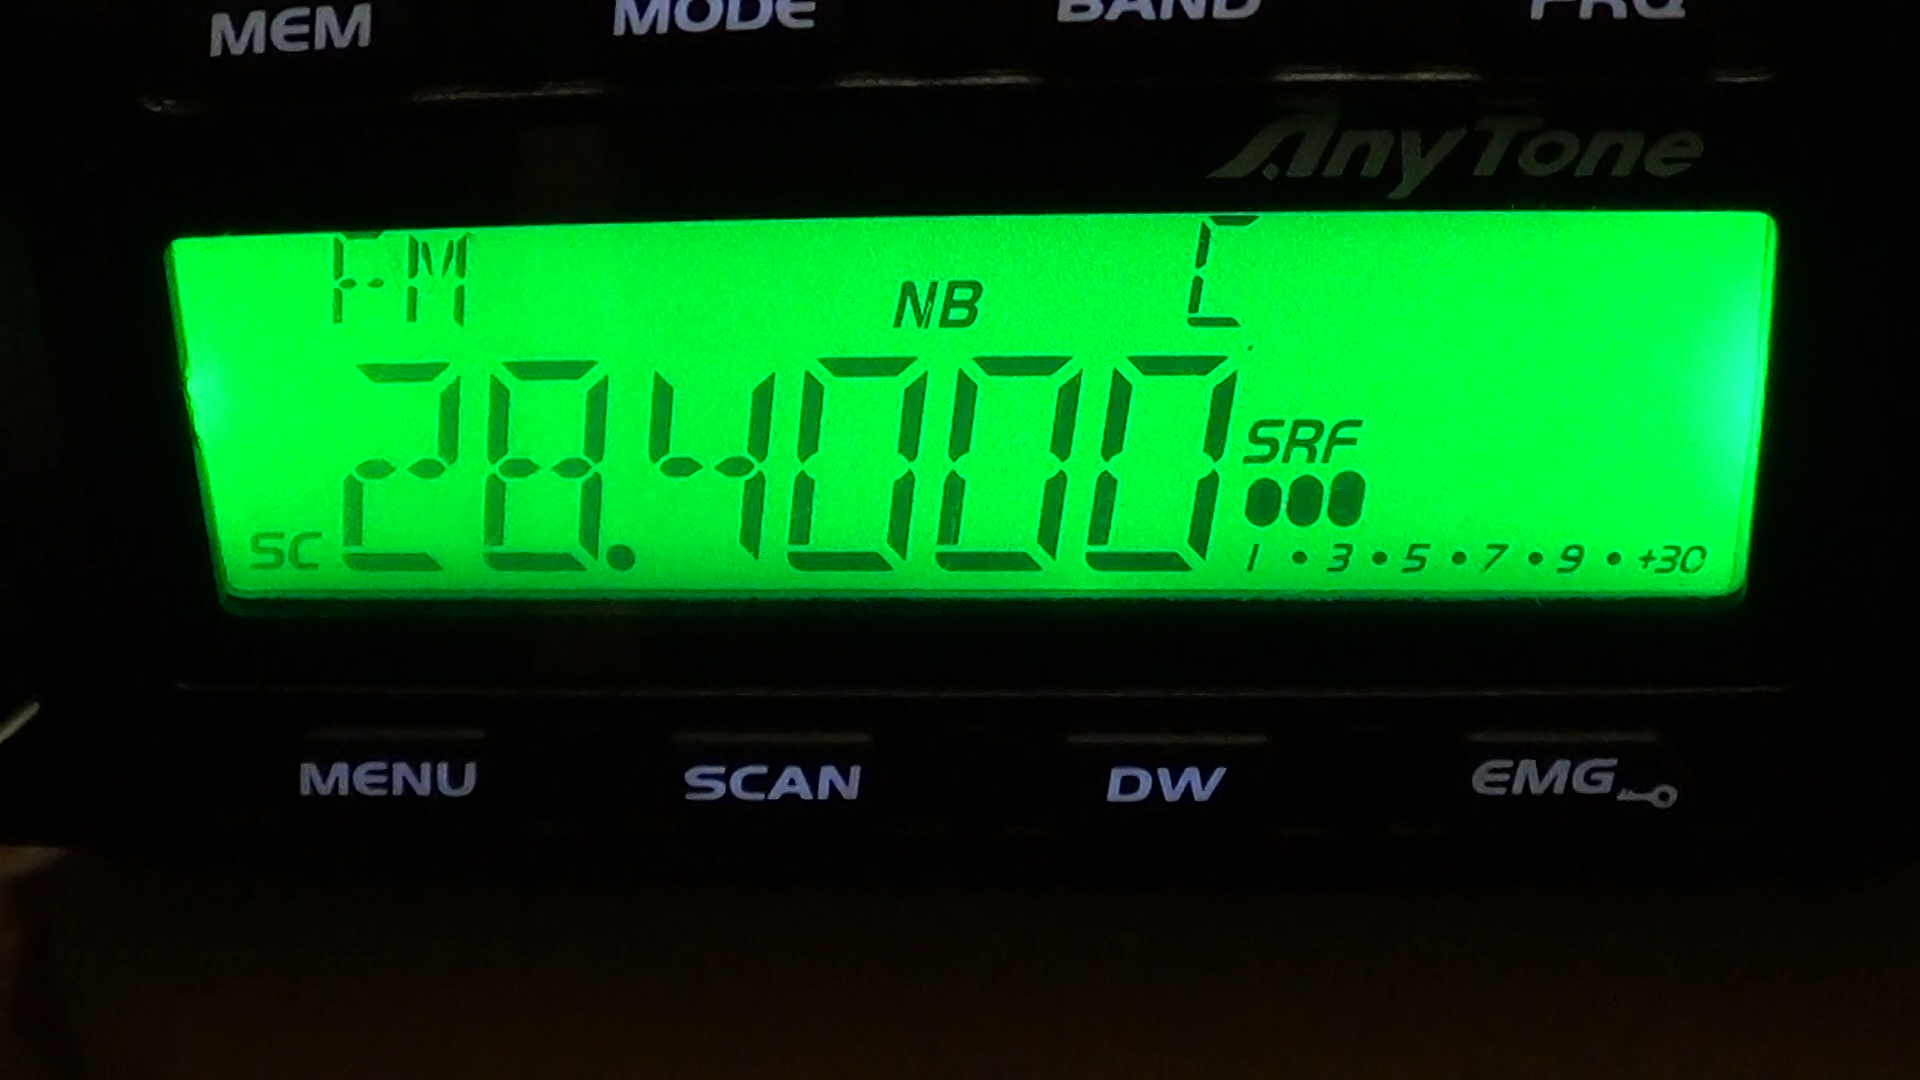 MEM MODE BAND FRQ
AnyTone
FM NB C
SC 28.4000 SRF
1 • 3 • 5 • 7 • 9 • +30
MENU SCAN DW EMG